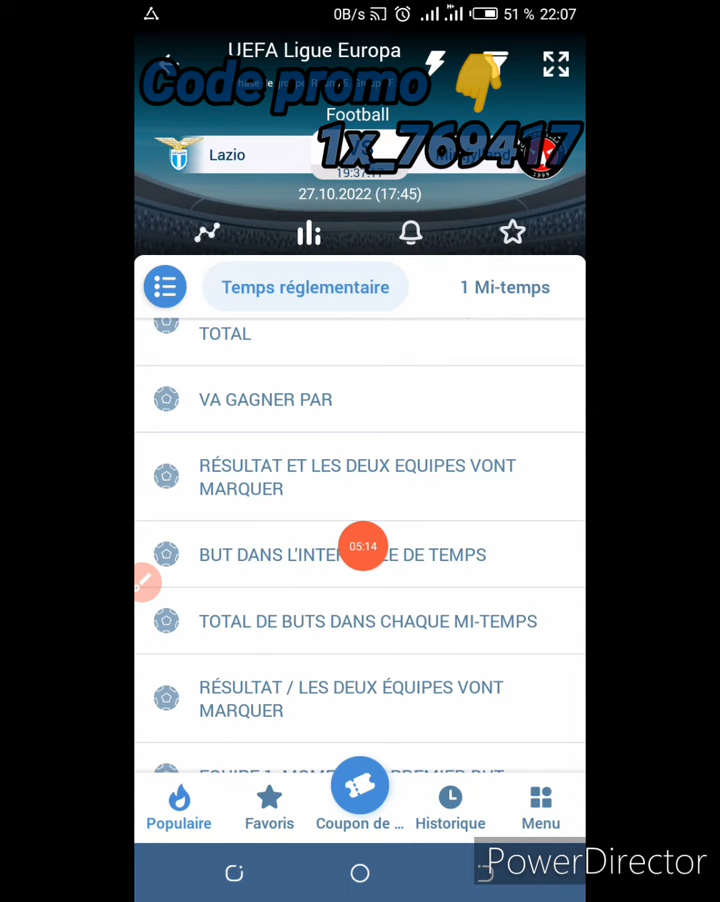 0B/s 51 % 22:07
UEFA Ligue Europa
Code promo
Football
1x_769417
Lazio
27.10.2022 (17:45)
Temps réglementaire 1 Mi-temps
TOTAL
VA GAGNER PAR
RÉSULTAT ET LES DEUX EQUIPES VONT
MARQUER
BUT DANS L'INTE E DE TEMPS
05:14
TOTAL DE BUTS DANS CHAQUE MI-TEMPS
RÉSULTAT / LES DEUX ÉQUIPES VONT
MARQUER
Populaire Favoris Coupon de ... Historique Menu
PowerDirector